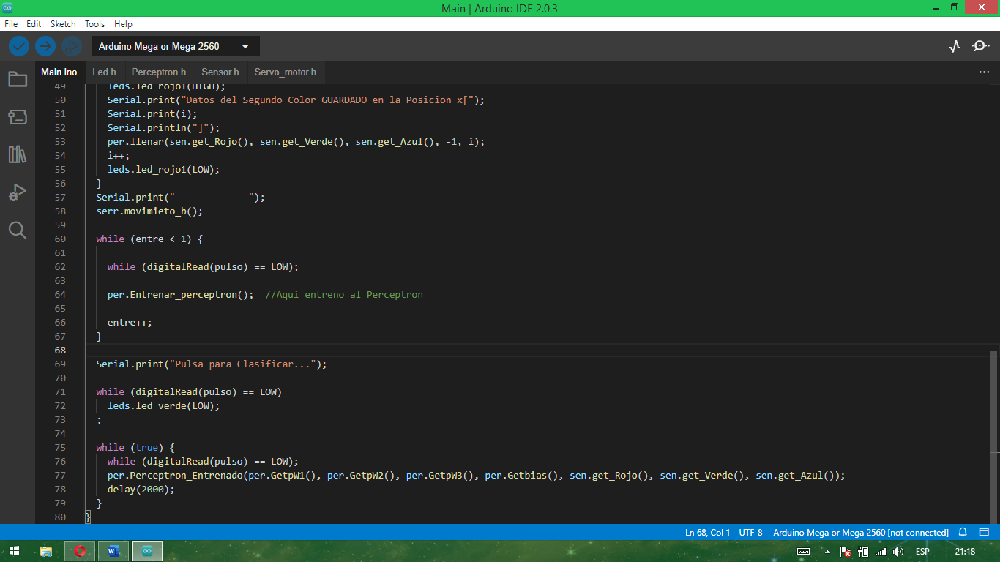 Main | Arduino IDE 2.0.3
File Edit Sketch Tools Help
Arduino Mega or Mega 2560
Main.ino Led.h Perceptron.h Sensor.h Servo_motor.h
49 leds.led_rojo1(HIGH);
50 Serial.print("Datos del Segundo Color GUARDADO en la Posicion x[");
51 Serial.print(i);
52 Serial.println("]");
53 per.llenar(sen.get_Rojo(), sen.get_Verde(), sen.get_Azul(), -1, i);
54 i++;
55 leds.led_rojo1(LOW);
56 }
57 Serial.print("-------------");
58 serr.movimieto_b();
59
60 while (entre < 1) {
61
62 while (digitalRead(pulso) == LOW);
63
64 per.Entrenar_perceptron(); //Aqui entreno al Perceptron
65
66 entre++;
67 }
68
69 Serial.print("Pulsa para Clasificar...");
70
71 while (digitalRead(pulso) == LOW)
72 leds.led_verde(LOW);
73 ;
74
75 while (true) {
76 while (digitalRead(pulso) == LOW);
77 per.Perceptron_Entrenado(per.GetpW1(), per.GetpW2(), per.GetpW3(), per.Getbias(), sen.get_Rojo(), sen.get_Verde(), sen.get_Azul());
78 delay(2000);
79 }
80 }
Ln 68, Col 1 UTF-8 Arduino Mega or Mega 2560 [not connected]
ESP 21:18